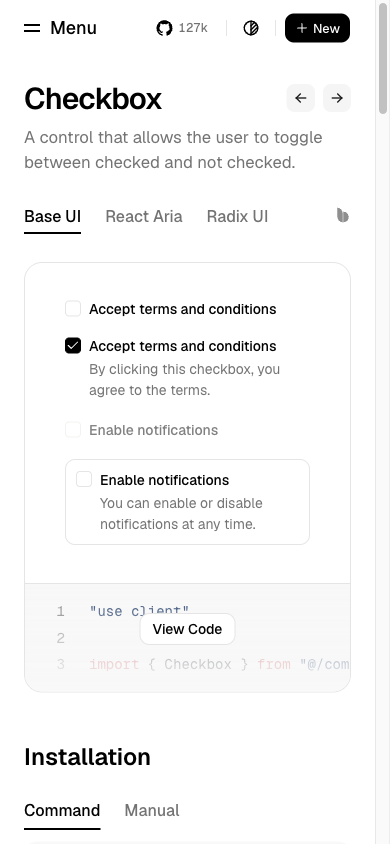 Menu
127k
New
Checkbox
A control that allows the user to toggle
between checked and not checked.
Base UI
React Aria
Radix UI
Accept terms and conditions
Accept terms and conditions
By clicking this checkbox, you
agree to the terms.
Enable notifications
Enable notifications
You can enable or disable
notifications at any time.
1 "use client"
2
View Code
3 import { Checkbox } from "@/com
Installation
Command
Manual